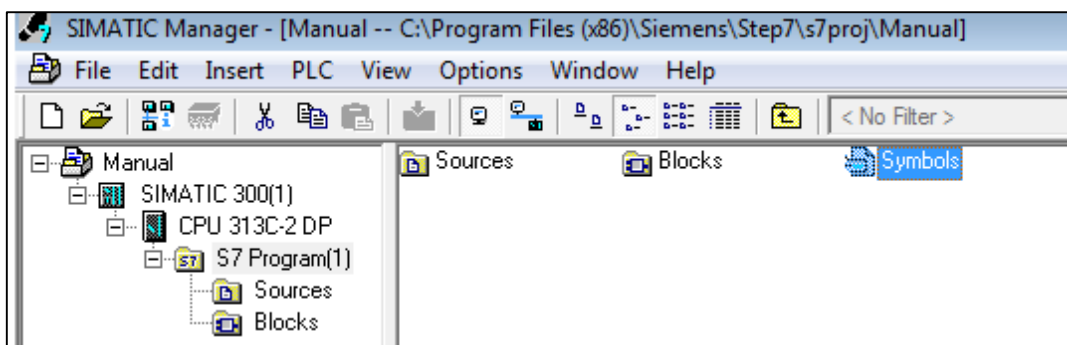 SIMATIC Manager - [Manual -- C:\Program Files (x86)\Siemens\Step7\s7proj\Manual]
File Edit Insert PLC View Options Window Help
< No Filter >
Manual
SIMATIC 300(1)
CPU 313C-2 DP
S7 Program(1)
Sources
Blocks
Sources Blocks Symbols